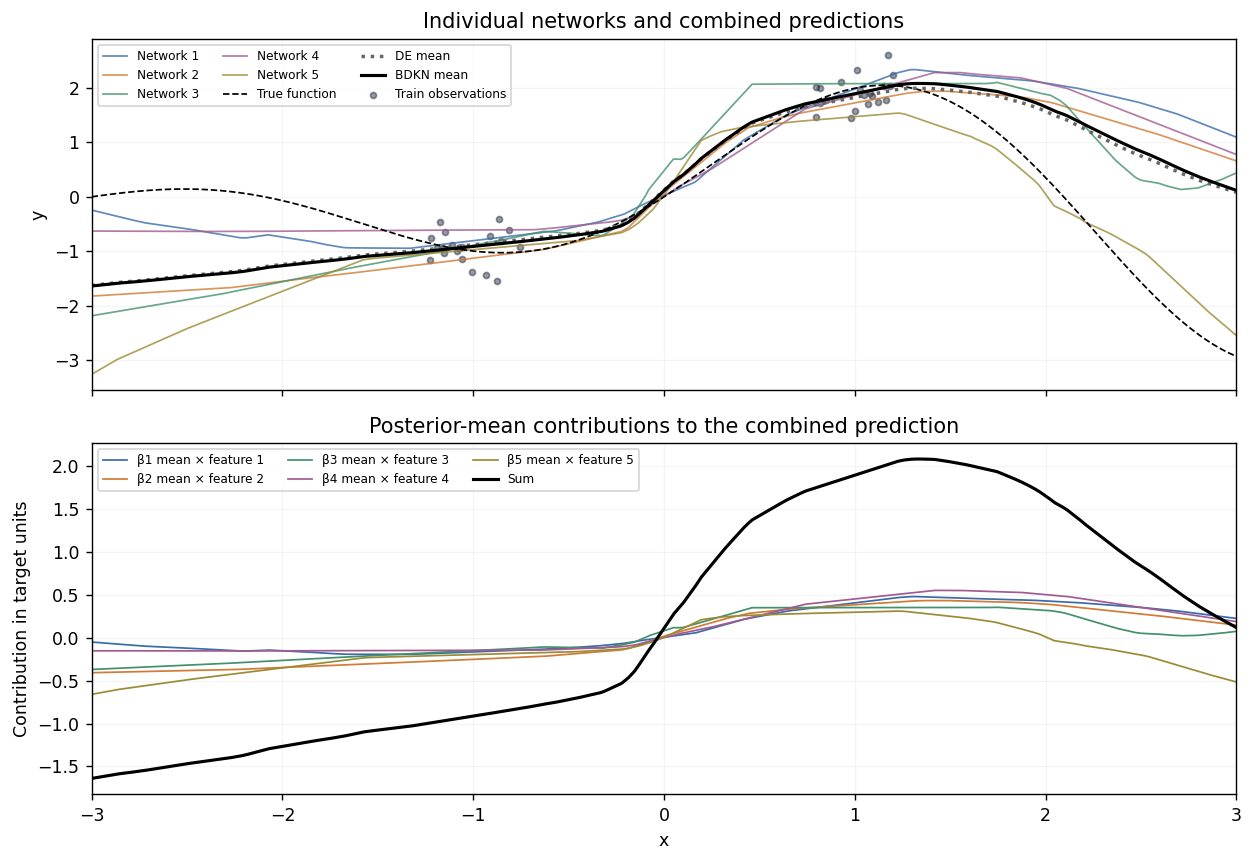 Individual networks and combined predictions
Network 1 Network 4 DE mean
Network 2 Network 5 BDKN mean
Network 3 True function Train observations
2
1
0
−1
−2
−3
y
Posterior-mean contributions to the combined prediction
β1 mean × feature 1 β3 mean × feature 3 β5 mean × feature 5
β2 mean × feature 2 β4 mean × feature 4 Sum
2.0
1.5
1.0
0.5
0.0
−0.5
−1.0
−1.5
Contribution in target units
−3 −2 −1 0 1 2 3
x